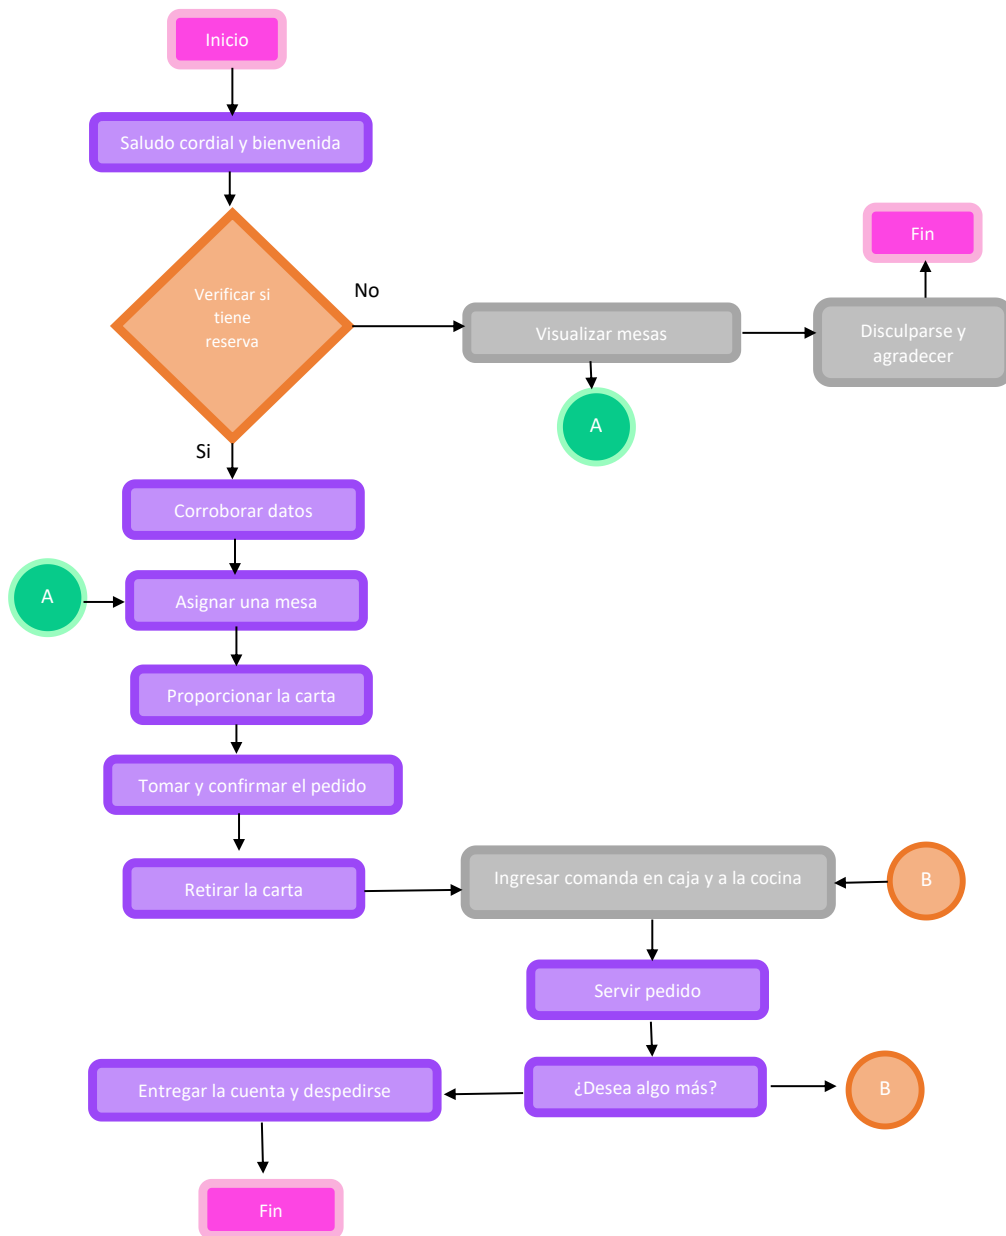 Inicio
Saludo cordial y bienvenida
Fin
Verificar si
tiene
reserva
No
Visualizar mesas
Disculparse y
agradecer
A
Si
Corroborar datos
A
Asignar una mesa
Proporcionar la carta
Tomar y confirmar el pedido
Retirar la carta
Ingresar comanda en caja y a la cocina
B
Servir pedido
Entregar la cuenta y despedirse
¿Desea algo más?
B
Fin